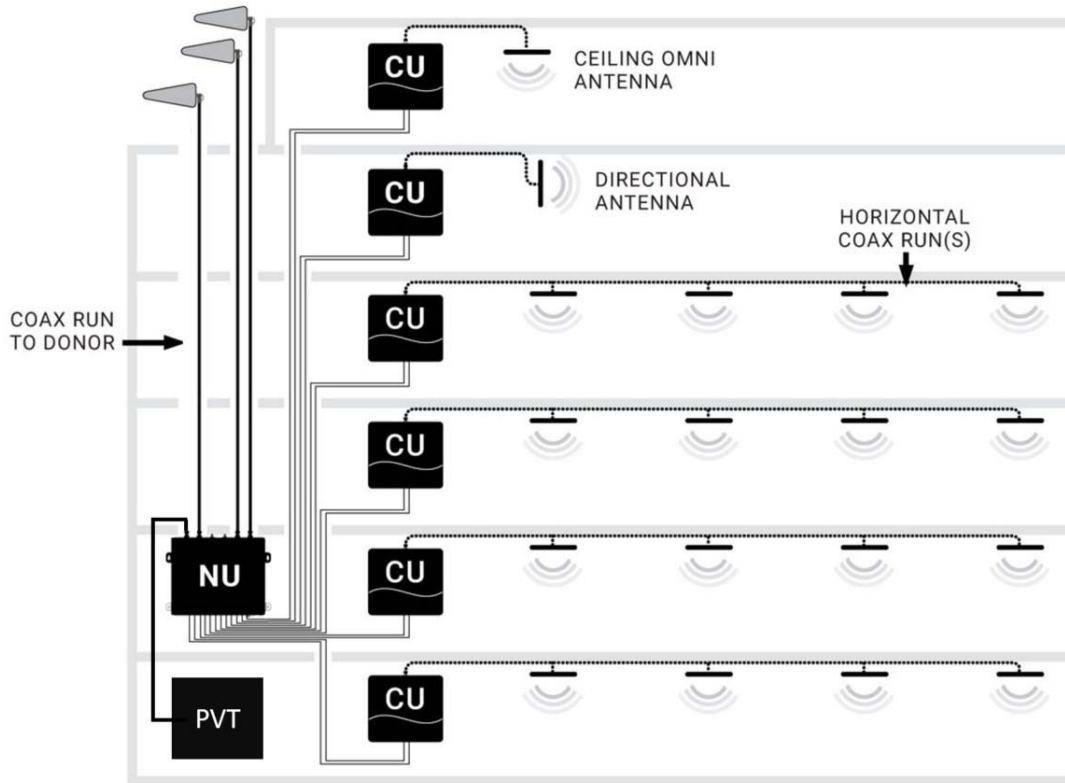 CU
CEILING OMNI
ANTENNA
CU
DIRECTIONAL
ANTENNA
HORIZONTAL
COAX RUN(S)
CU
COAX RUN
TO DONOR
CU
NU
CU
PVT
CU